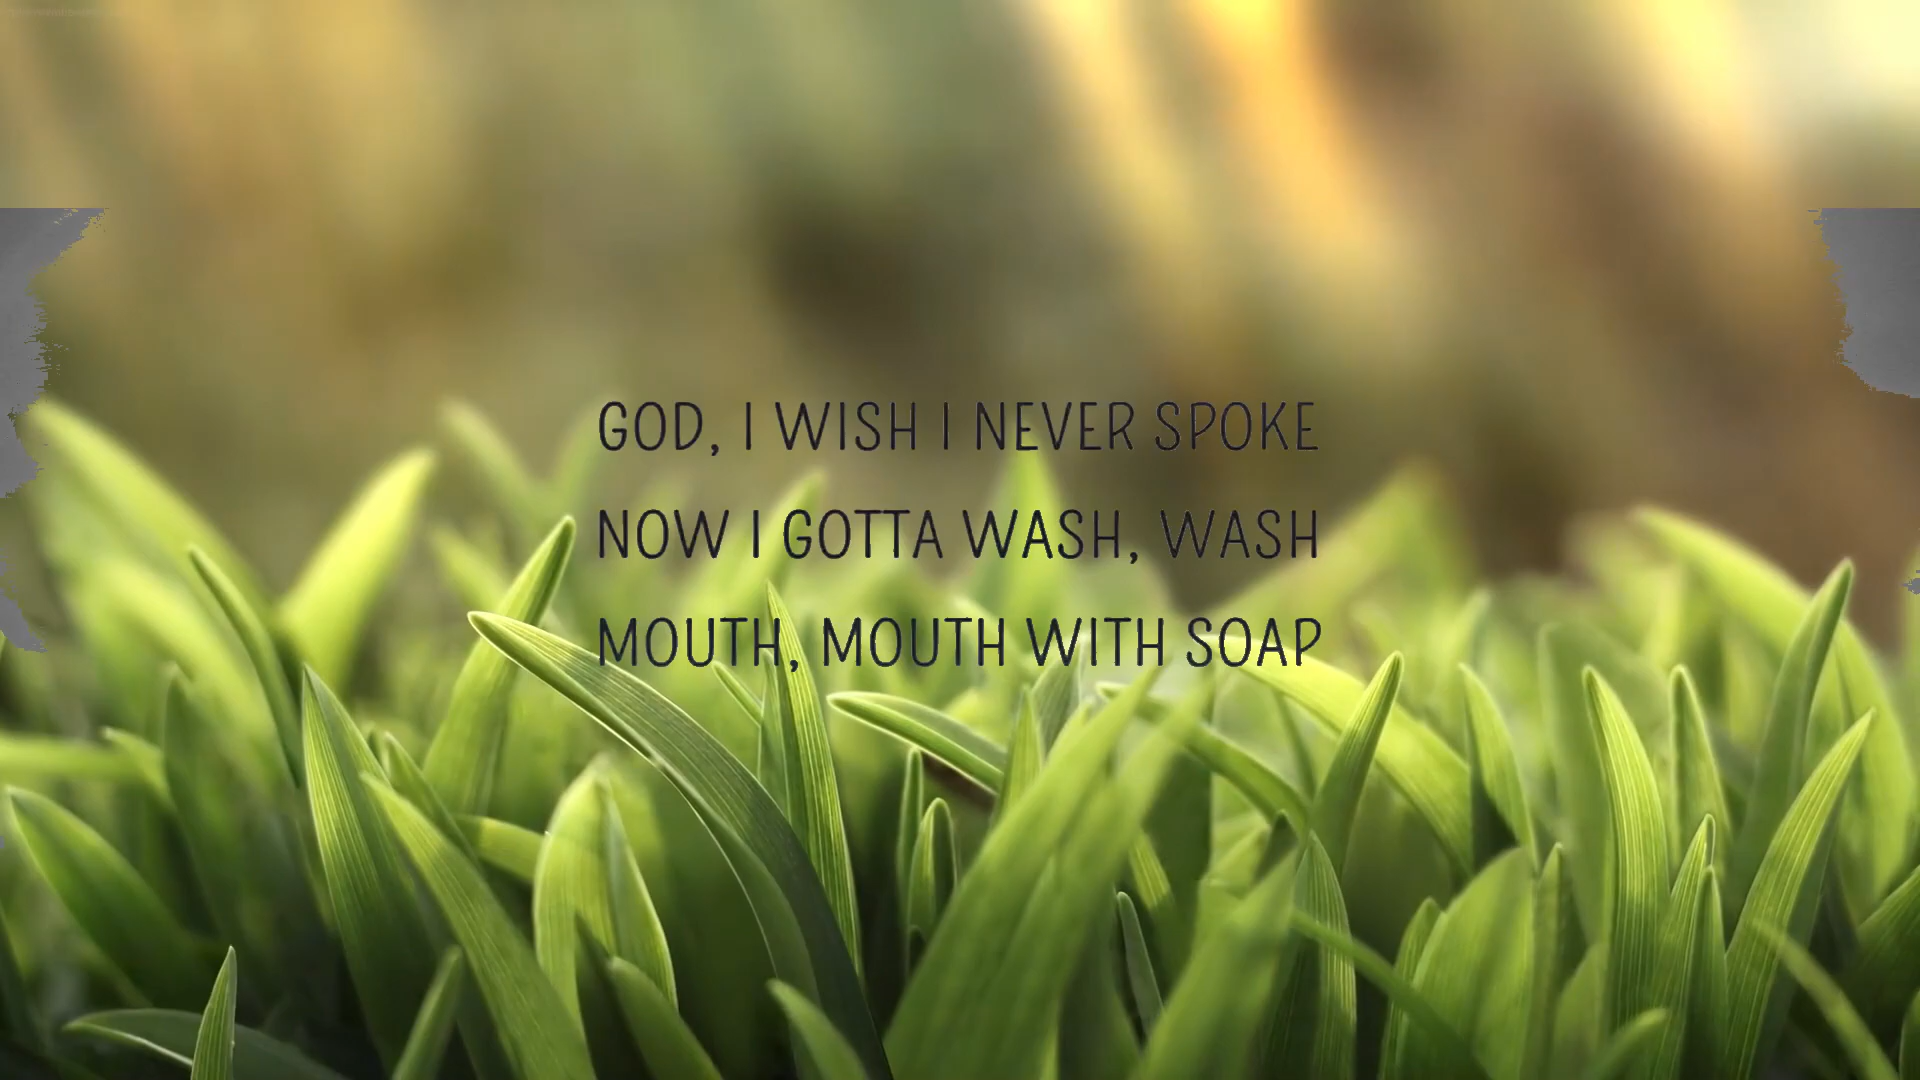 GOD, I WISH I NEVER SPOKE
NOW I GOTTA WASH, WASH
MOUTH, MOUTH WITH SOAP